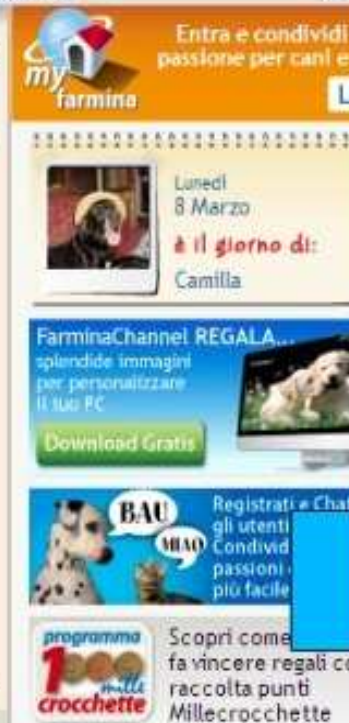 my
farmina
Entra e condividi
passione per cani e
L
Lunedì
8 Marzo
è il giorno di:
Camilla
FarminaChannel REGALA...
splendide immagini
per personalizzare
il tuo PC
Download Gratis
BAU
MIAO
Registrati e Chat
gli utenti
Condivid
passioni
più facile
programma
1000
mille
crocchette
Scopri come
fa vincere regali co
raccolta punti
Millecrocchette